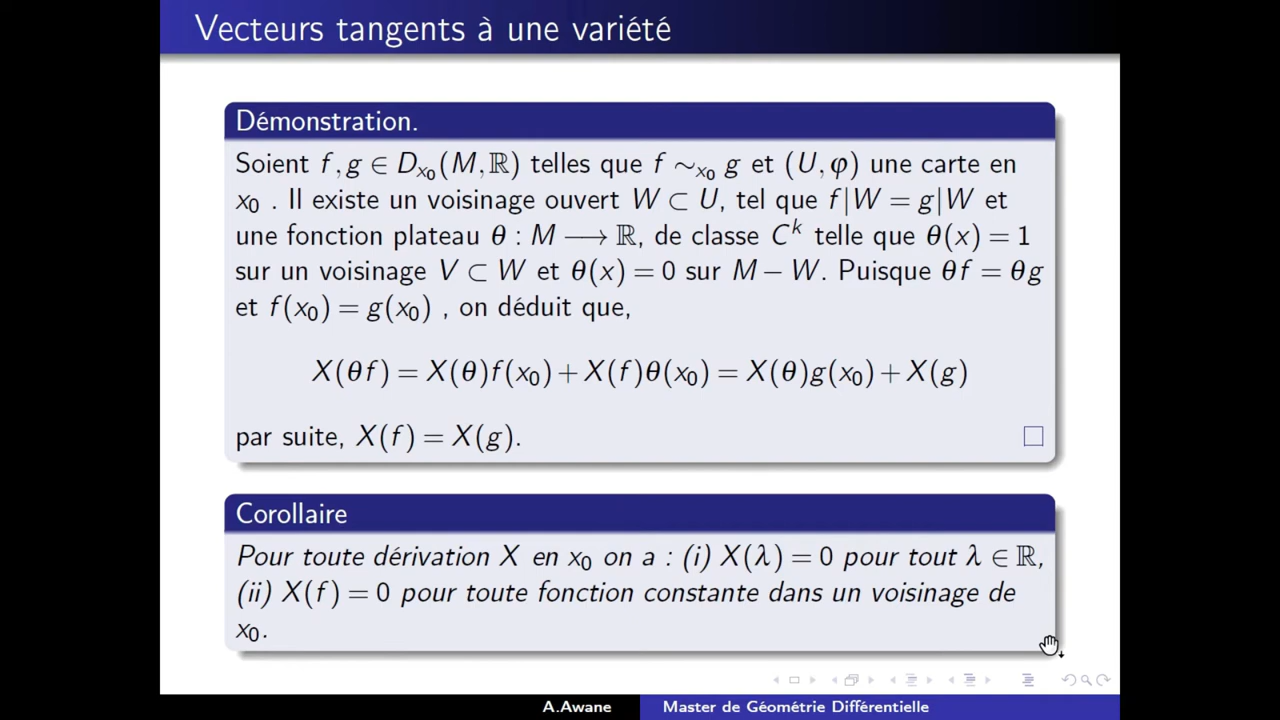 Vecteurs tangents à une variété
Démonstration.
Soient f, g ∈ D_{x₀}(M, ℝ) telles que f ∼_{x₀} g et (U, φ) une carte en
x₀ . Il existe un voisinage ouvert W ⊂ U, tel que f|W = g|W et
une fonction plateau θ : M ⟶ ℝ, de classe C^k telle que θ(x) = 1
sur un voisinage V ⊂ W et θ(x) = 0 sur M − W. Puisque θf = θg
et f(x₀) = g(x₀) , on déduit que,
X(θf) = X(θ)f(x₀) + X(f)θ(x₀) = X(θ)g(x₀) + X(g)
par suite, X(f) = X(g). □
Corollaire
Pour toute dérivation X en x₀ on a : (i) X(λ) = 0 pour tout λ ∈ ℝ,
(ii) X(f) = 0 pour toute fonction constante dans un voisinage de
x₀.
A.Awane Master de Géométrie Différentielle